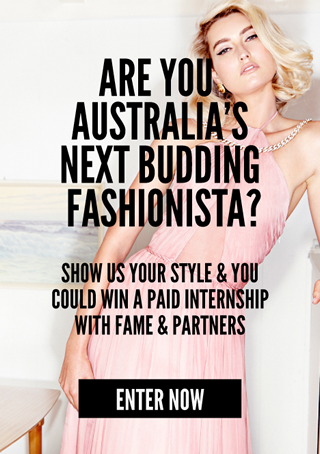 ARE YOU
AUSTRALIA'S
NEXT BUDDING
FASHIONISTA?
SHOW US YOUR STYLE & YOU
COULD WIN A PAID INTERNSHIP
WITH FAME & PARTNERS
ENTER NOW